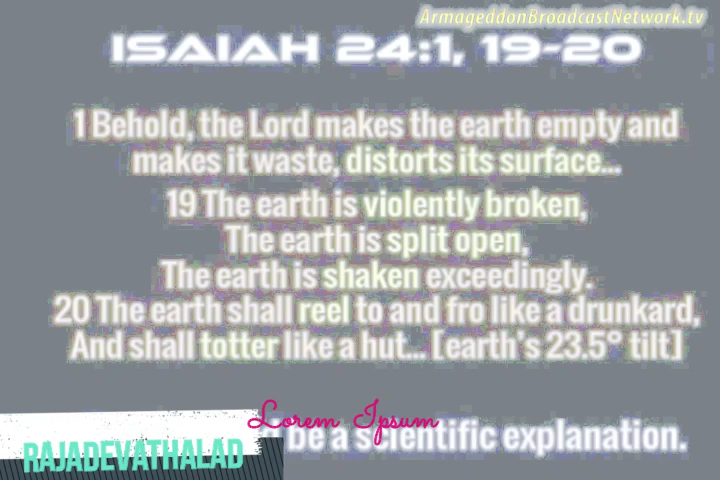 ArmageddonBroadcastNetwork.tv
ISAIAH 24:1, 19-20
1 Behold, the Lord makes the earth empty and
makes it waste, distorts its surface...
19 The earth is violently broken,
The earth is split open,
The earth is shaken exceedingly.
20 The earth shall reel to and fro like a drunkard,
And shall totter like a hut... [earth's 23.5° tilt]
Lorem Ipsum
be a scientific explanation.
RAJADEVATHALAD